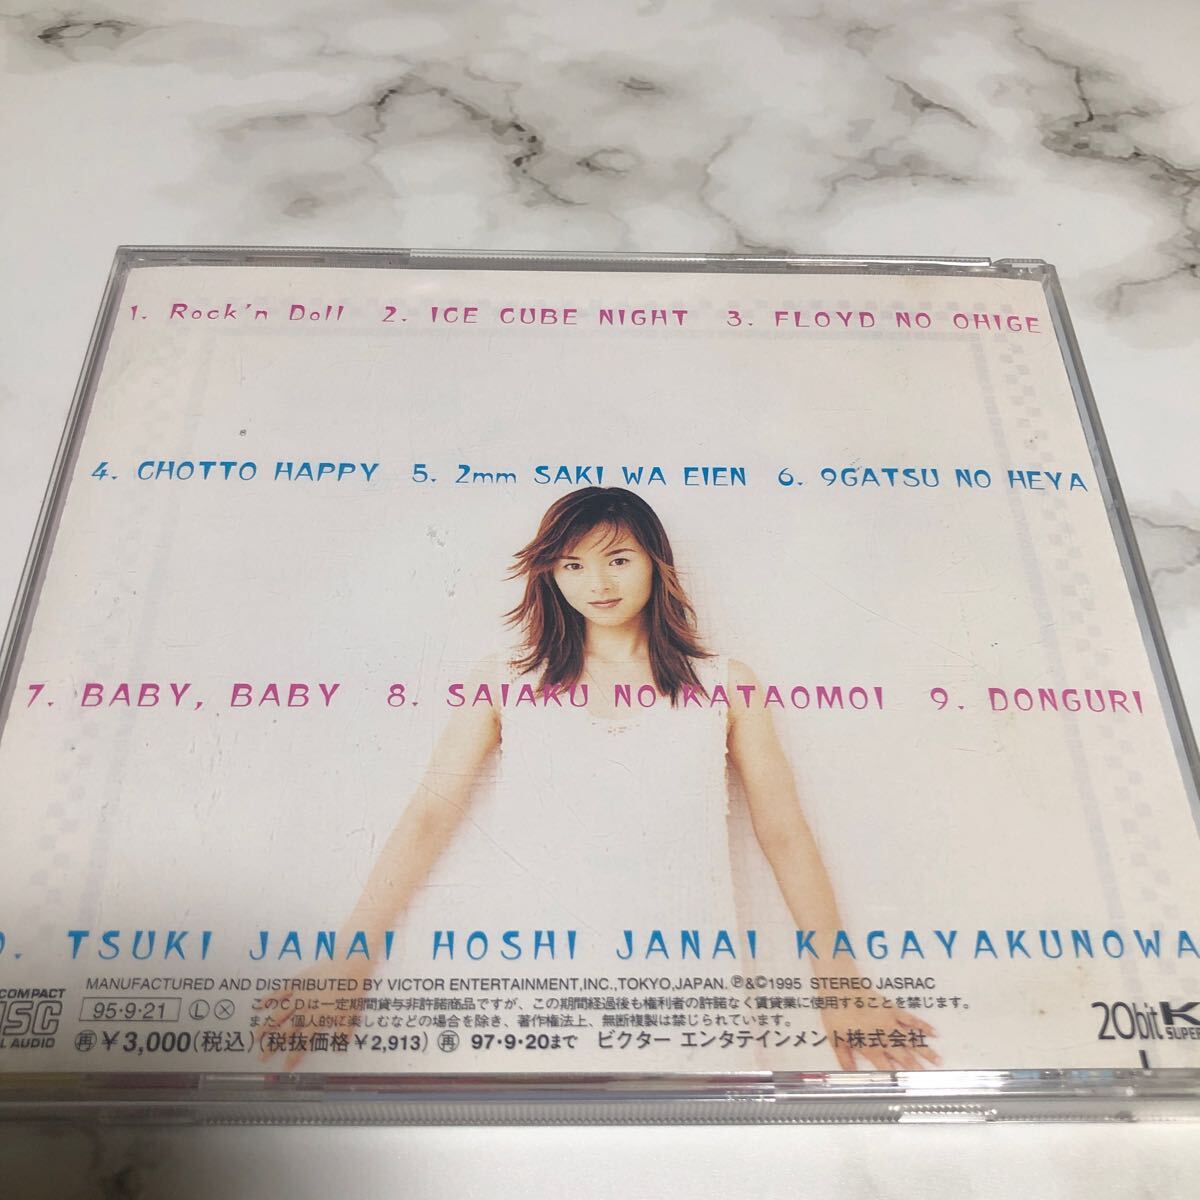 1. Rock'n Doll 2. ICE CUBE NIGHT 3. FLOYD NO OHIGE
4. CHOTTO HAPPY 5. 2mm SAKI WA EIEN 6. 9GATSU NO HEYA
7. BABY, BABY 8. SAIAKU NO KATAOMOI 9. DONGURI
0. TSUKI JANAI HOSHI JANAI KAGAYAKUNOWA
MANUFACTURED AND DISTRIBUTED BY VICTOR ENTERTAINMENT,INC.,TOKYO,JAPAN. Ⓟ&©1995 STEREO JASRAC
COMPACT
DISC
L AUDIO
95・9・21 Ⓛ ⓧ このCDは一定期間貸与非許諾商品ですが、この期間経過後も権利者の許諾なく賃貸業に使用することを禁じます。
また、個人的に楽しむなどの場合を除き、著作権法上、無断複製は禁じられています。
㊢¥3,000(税込)(税抜価格¥2,913) 再 97・9・20まで ビクター エンタテインメント株式会社
20bit K
SUPER